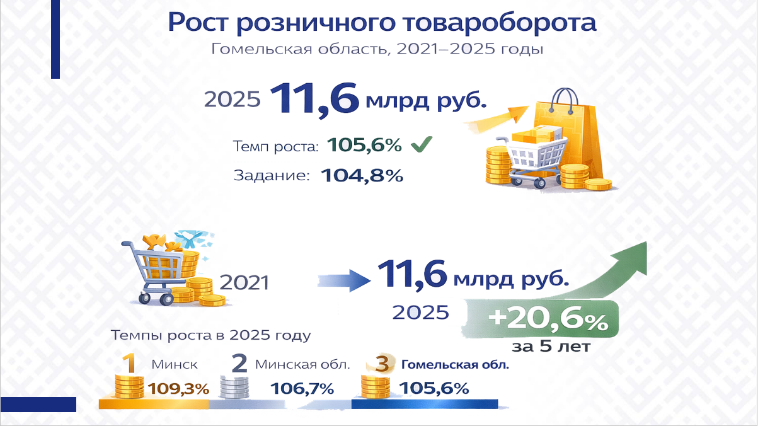 Рост розничного товароборота
Гомельская область, 2021–2025 годы
2025 11,6 млрд руб.
Темп роста: 105,6%
Задание: 104,8%
2021
11,6 млрд руб.
2025
+20,6%
за 5 лет
Темпы роста в 2025 году
1 Минск 2 Минская обл. 3 Гомельская обл.
109,3% 106,7% 105,6%